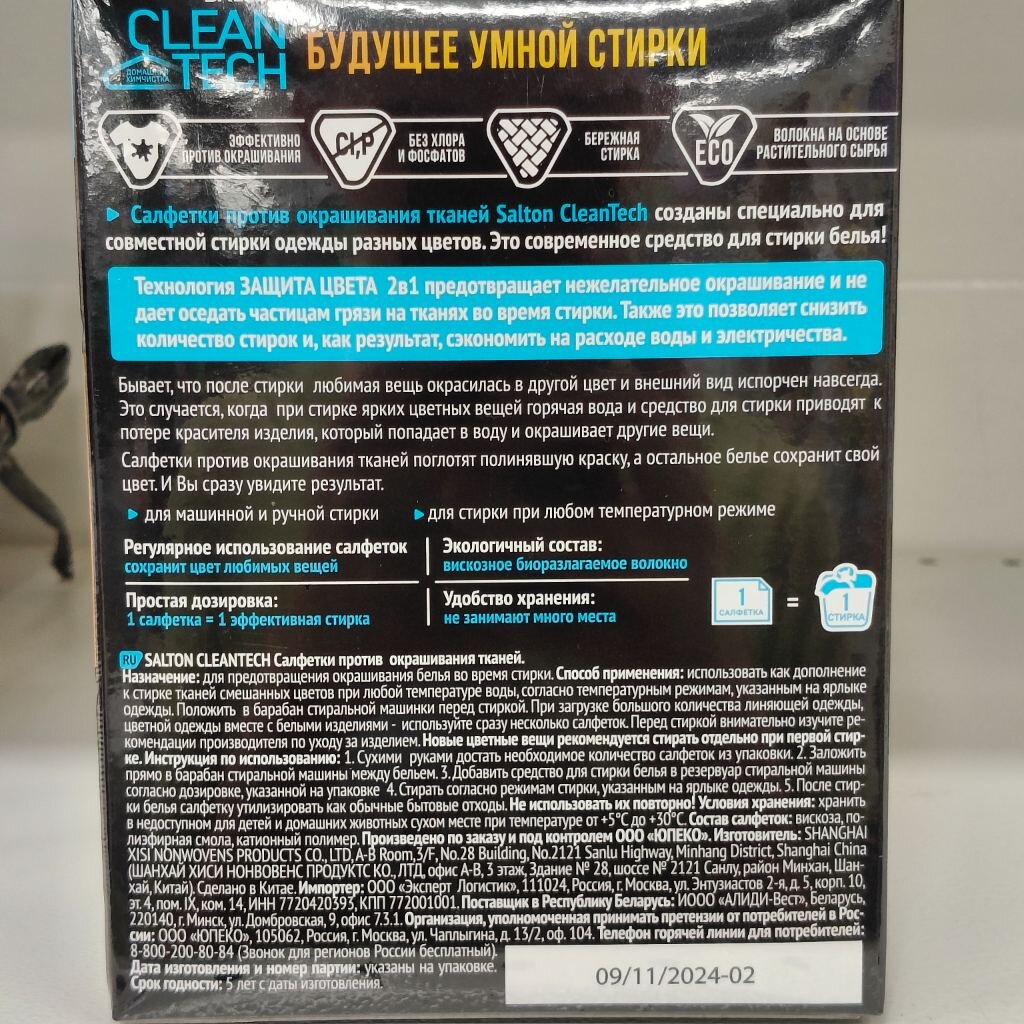 CLEAN
TECH
ДОМАШНЯЯ
ХИМЧИСТКА
БУДУЩЕЕ УМНОЙ СТИРКИ
ЭФФЕКТИВНО
ПРОТИВ ОКРАШИВАНИЯ
Cl, P
БЕЗ ХЛОРА
И ФОСФАТОВ
БЕРЕЖНАЯ
СТИРКА
ECO
ВОЛОКНА НА ОСНОВЕ
РАСТИТЕЛЬНОГО СЫРЬЯ
Салфетки против окрашивания тканей Salton CleanTech созданы специально для
совместной стирки одежды разных цветов. Это современное средство для стирки белья!
Технология ЗАЩИТА ЦВЕТА 2в1 предотвращает нежелательное окрашивание и не
дает оседать частицам грязи на тканях во время стирки. Также это позволяет снизить
количество стирок и, как результат, сэкономить на расходе воды и электричества.
Бывает, что после стирки любимая вещь окрасилась в другой цвет и внешний вид испорчен навсегда.
Это случается, когда при стирке ярких цветных вещей горячая вода и средство для стирки приводят к
потере красителя изделия, который попадает в воду и окрашивает другие вещи.
Салфетки против окрашивания тканей поглотят полинявшую краску, а остальное белье сохранит свой
цвет. И Вы сразу увидите результат.
для машинной и ручной стирки
для стирки при любом температурном режиме
Регулярное использование салфеток
сохранит цвет любимых вещей
Экологичный состав:
вискозное биоразлагаемое волокно
Простая дозировка:
1 салфетка = 1 эффективная стирка
Удобство хранения:
не занимают много места
1
САЛФЕТКА
=
1
СТИРКА
RU SALTON CLEANTECH Салфетки против окрашивания тканей.
Назначение: для предотвращения окрашивания белья во время стирки. Способ применения: использовать как дополнение
к стирке тканей смешанных цветов при любой температуре воды, согласно температурным режимам, указанным на ярлыке
одежды. Положить в барабан стиральной машинки перед стиркой. При загрузке большого количества линяющей одежды,
цветной одежды вместе с белыми изделиями - используйте сразу несколько салфеток. Перед стиркой внимательно изучите ре-
комендации производителя по уходу за изделием. Новые цветные вещи рекомендуется стирать отдельно при первой стир-
ке. Инструкция по использованию: 1. Сухими руками достать необходимое количество салфеток из упаковки. 2. Заложить
прямо в барабан стиральной машины между бельем. 3. Добавить средство для стирки белья в резервуар стиральной машины
согласно дозировке, указанной на упаковке 4. Стирать согласно режимам стирки, указанным на ярлыке одежды. 5. После стир-
ки белья салфетку утилизировать как обычные бытовые отходы. Не использовать их повторно! Условия хранения: хранить
в недоступном для детей и домашних животных сухом месте при температуре от +5°C до +30°C. Состав салфеток: вискоза, по-
лиэфирная смола, катионный полимер. Произведено по заказу и под контролем ООО «ЮПЕКО». Изготовитель: SHANGHAI
XISI NONWOVENS PRODUCTS CO., LTD, A-B Room, 3/F, No.28 Building, No.2121 Sanlu Highway, Minhang District, Shanghai China
(ШАНХАЙ ХИСИ НОНВОВЕНС ПРОДУКТС КО., ЛТД, офис А-В, 3 этаж, Здание № 28, шоссе № 2121 Санлу, район Минхан, Шан-
хай, Китай). Сделано в Китае. Импортер: ООО «Эксперт Логистик», 111024, Россия, г. Москва, ул. Энтузиастов 2-я, д. 5, корп. 10,
эт. 4, пом. IX, ком. 14, ИНН 7720420393, КПП 772001001. Поставщик в Республику Беларусь: ИООО «АЛИДИ-Вест», Беларусь,
220140, г. Минск, ул. Домбровская, 9, офис 7.3.1. Организация, уполномоченная принимать претензии от потребителей в Рос-
сии: ООО «ЮПЕКО», 105062, Россия, г. Москва, ул. Чаплыгина, д. 13/2, оф. 104. Телефон горячей линии для потребителей:
8-800-200-80-84 (Звонок для регионов России бесплатный).
Дата изготовления и номер партии: указаны на упаковке.
Срок годности: 5 лет с даты изготовления.
09/11/2024-02